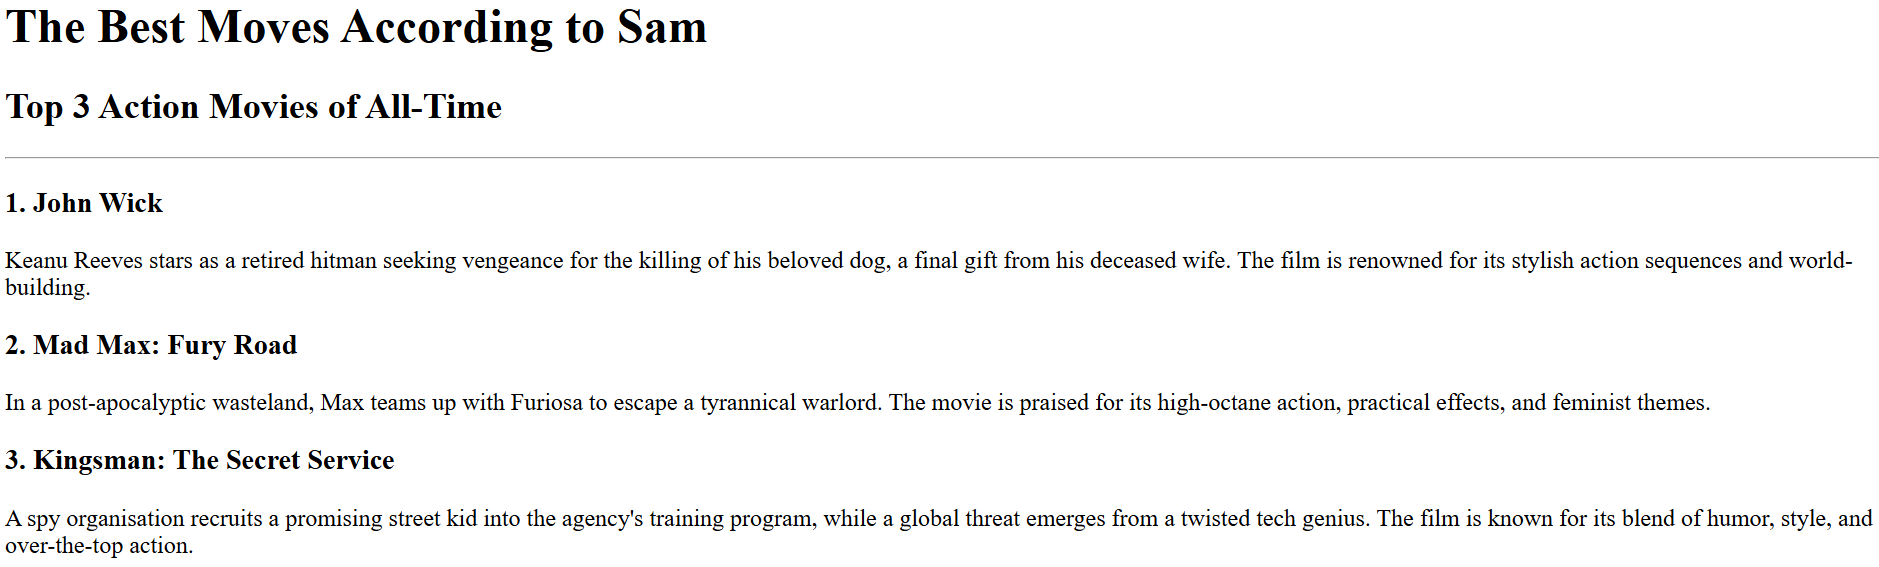 The Best Moves According to Sam
Top 3 Action Movies of All-Time
1. John Wick
Keanu Reeves stars as a retired hitman seeking vengeance for the killing of his beloved dog, a final gift from his deceased wife. The film is renowned for its stylish action sequences and world-
building.
2. Mad Max: Fury Road
In a post-apocalyptic wasteland, Max teams up with Furiosa to escape a tyrannical warlord. The movie is praised for its high-octane action, practical effects, and feminist themes.
3. Kingsman: The Secret Service
A spy organisation recruits a promising street kid into the agency's training program, while a global threat emerges from a twisted tech genius. The film is known for its blend of humor, style, and
over-the-top action.